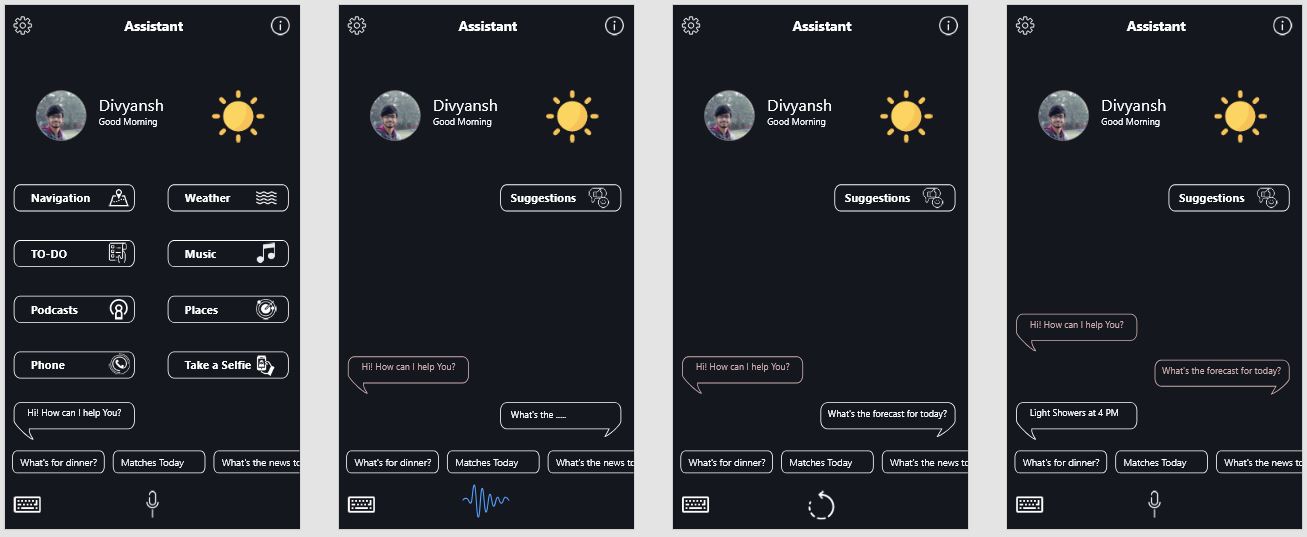 Assistant
Divyansh
Good Morning
Navigation
Weather
TO-DO
Music
Podcasts
Places
Phone
Take a Selfie
Hi! How can I help You?
What's for dinner?
Matches Today
What's the news to
Assistant
Divyansh
Good Morning
Suggestions
Hi! How can I help You?
What's the .....
What's for dinner?
Matches Today
What's the news to
Assistant
Divyansh
Good Morning
Suggestions
Hi! How can I help You?
What's the forecast for today?
What's for dinner?
Matches Today
What's the news to
Assistant
Divyansh
Good Morning
Suggestions
Hi! How can I help You?
What's the forecast for today?
Light Showers at 4 PM
What's for dinner?
Matches Today
What's the news to